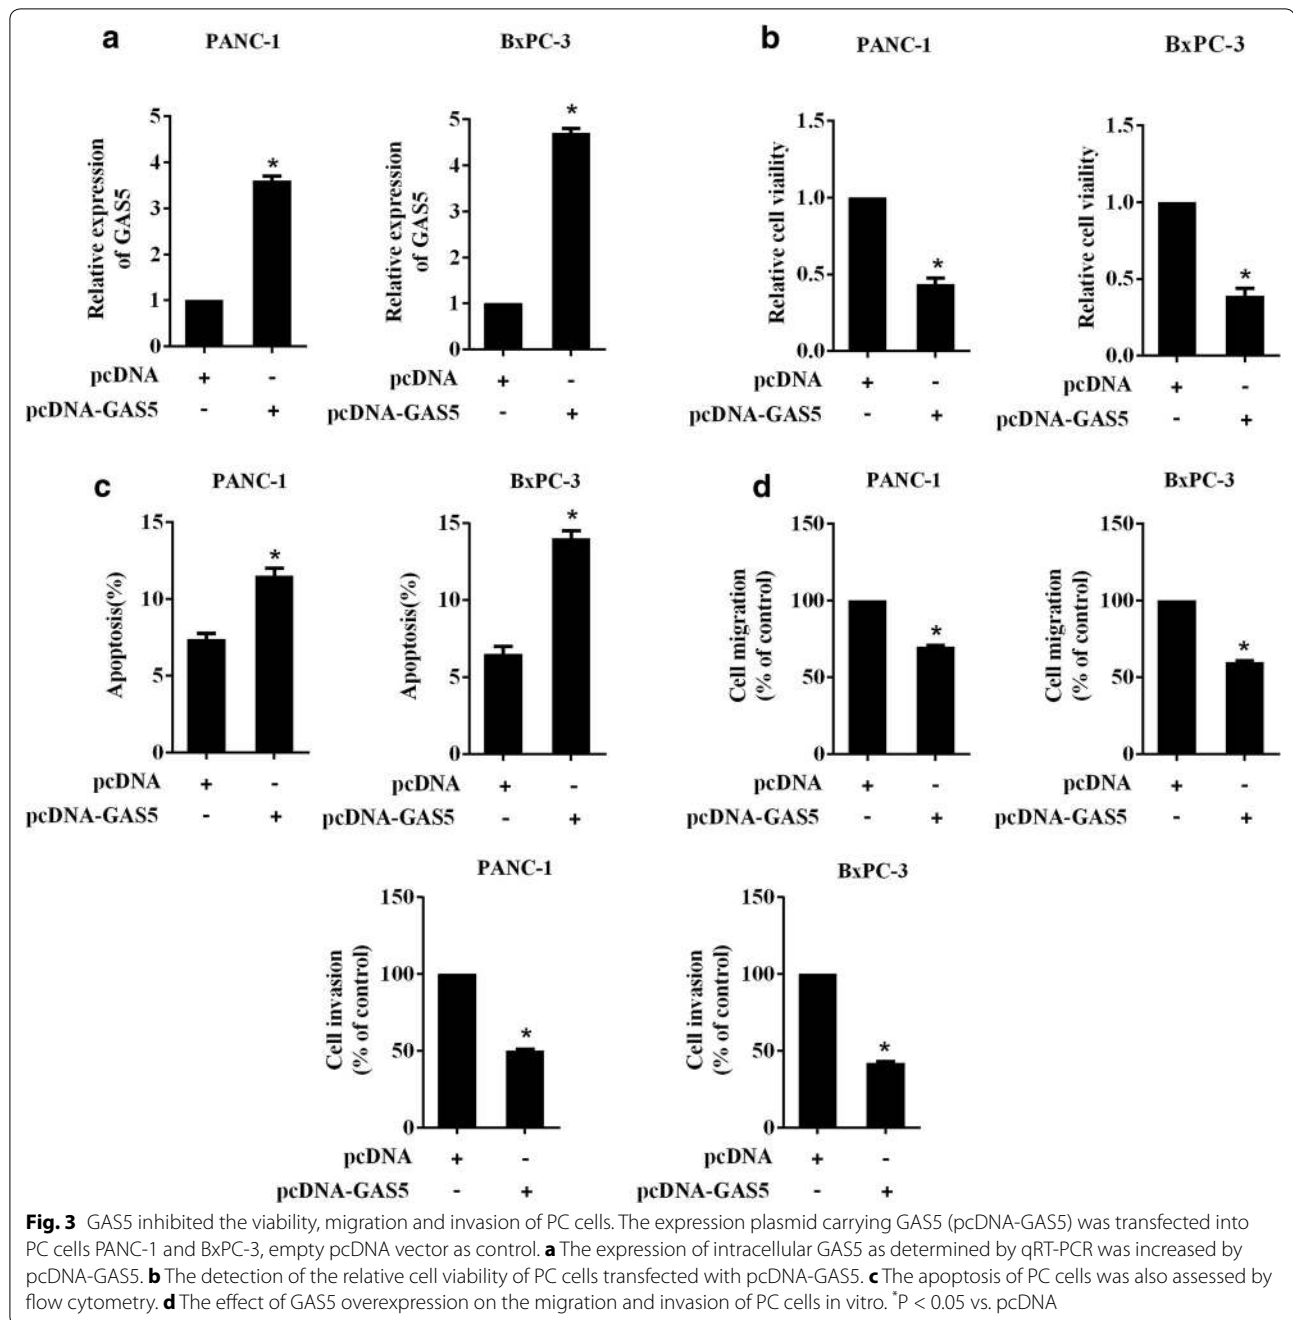 a PANC-1 BxPC-3 b PANC-1 BxPC-3
Relative expression
of GAS5
5
4
3
2
1
0
*
pcDNA + -
pcDNA-GAS5 - +
Relative expression
of GAS5
5
4
3
2
1
0
*
pcDNA + -
pcDNA-GAS5 - +
Relative cell viaility
1.5
1.0
0.5
0.0
*
pcDNA + -
pcDNA-GAS5 - +
Relative cell viaility
1.5
1.0
0.5
0.0
*
pcDNA + -
pcDNA-GAS5 - +
c PANC-1 BxPC-3 d PANC-1 BxPC-3
Apoptosis(%)
15
10
5
0
*
pcDNA + -
pcDNA-GAS5 - +
Apoptosis(%)
15
10
5
0
*
pcDNA + -
pcDNA-GAS5 - +
Cell migration
(% of control)
150
100
50
0
*
pcDNA + -
pcDNA-GAS5 - +
Cell migration
(% of control)
150
100
50
0
*
pcDNA + -
pcDNA-GAS5 - +
PANC-1
Cell invasion
(% of control)
150
100
50
0
*
pcDNA + -
pcDNA-GAS5 - +
BxPC-3
Cell invasion
(% of control)
150
100
50
0
*
pcDNA + -
pcDNA-GAS5 - +
Fig. 3 GAS5 inhibited the viability, migration and invasion of PC cells. The expression plasmid carrying GAS5 (pcDNA-GAS5) was transfected into
PC cells PANC-1 and BxPC-3, empty pcDNA vector as control. a The expression of intracellular GAS5 as determined by qRT-PCR was increased by
pcDNA-GAS5. b The detection of the relative cell viability of PC cells transfected with pcDNA-GAS5. c The apoptosis of PC cells was also assessed by
flow cytometry. d The effect of GAS5 overexpression on the migration and invasion of PC cells in vitro. *P < 0.05 vs. pcDNA